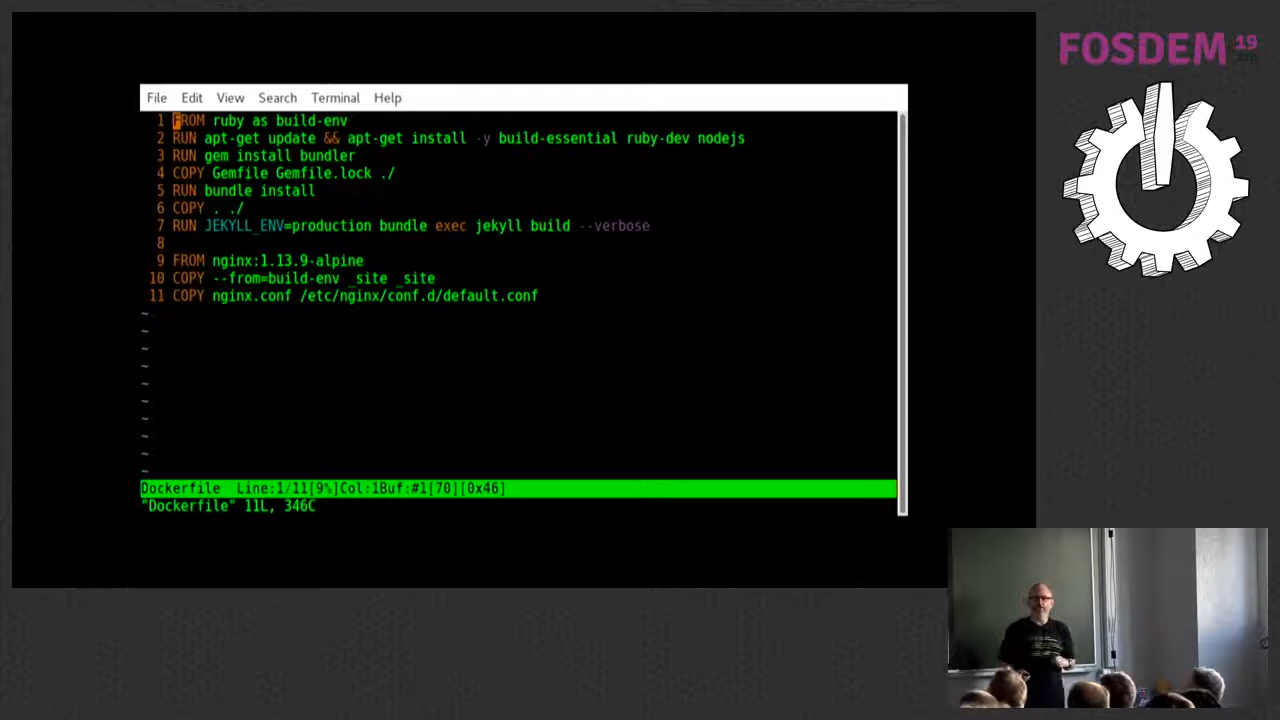 FOSDEM 19
File Edit View Search Terminal Help
1 FROM ruby as build-env
2 RUN apt-get update && apt-get install -y build-essential ruby-dev nodejs
3 RUN gem install bundler
4 COPY Gemfile Gemfile.lock ./
5 RUN bundle install
6 COPY . ./
7 RUN JEKYLL_ENV=production bundle exec jekyll build --verbose
8
9 FROM nginx:1.13.9-alpine
10 COPY --from=build-env _site _site
11 COPY nginx.conf /etc/nginx/conf.d/default.conf
~
~
~
~
~
~
~
~
~
~
Dockerfile Line:1/11[9%]Col:1Buf:#1[70][0x46]
"Dockerfile" 11L, 346C